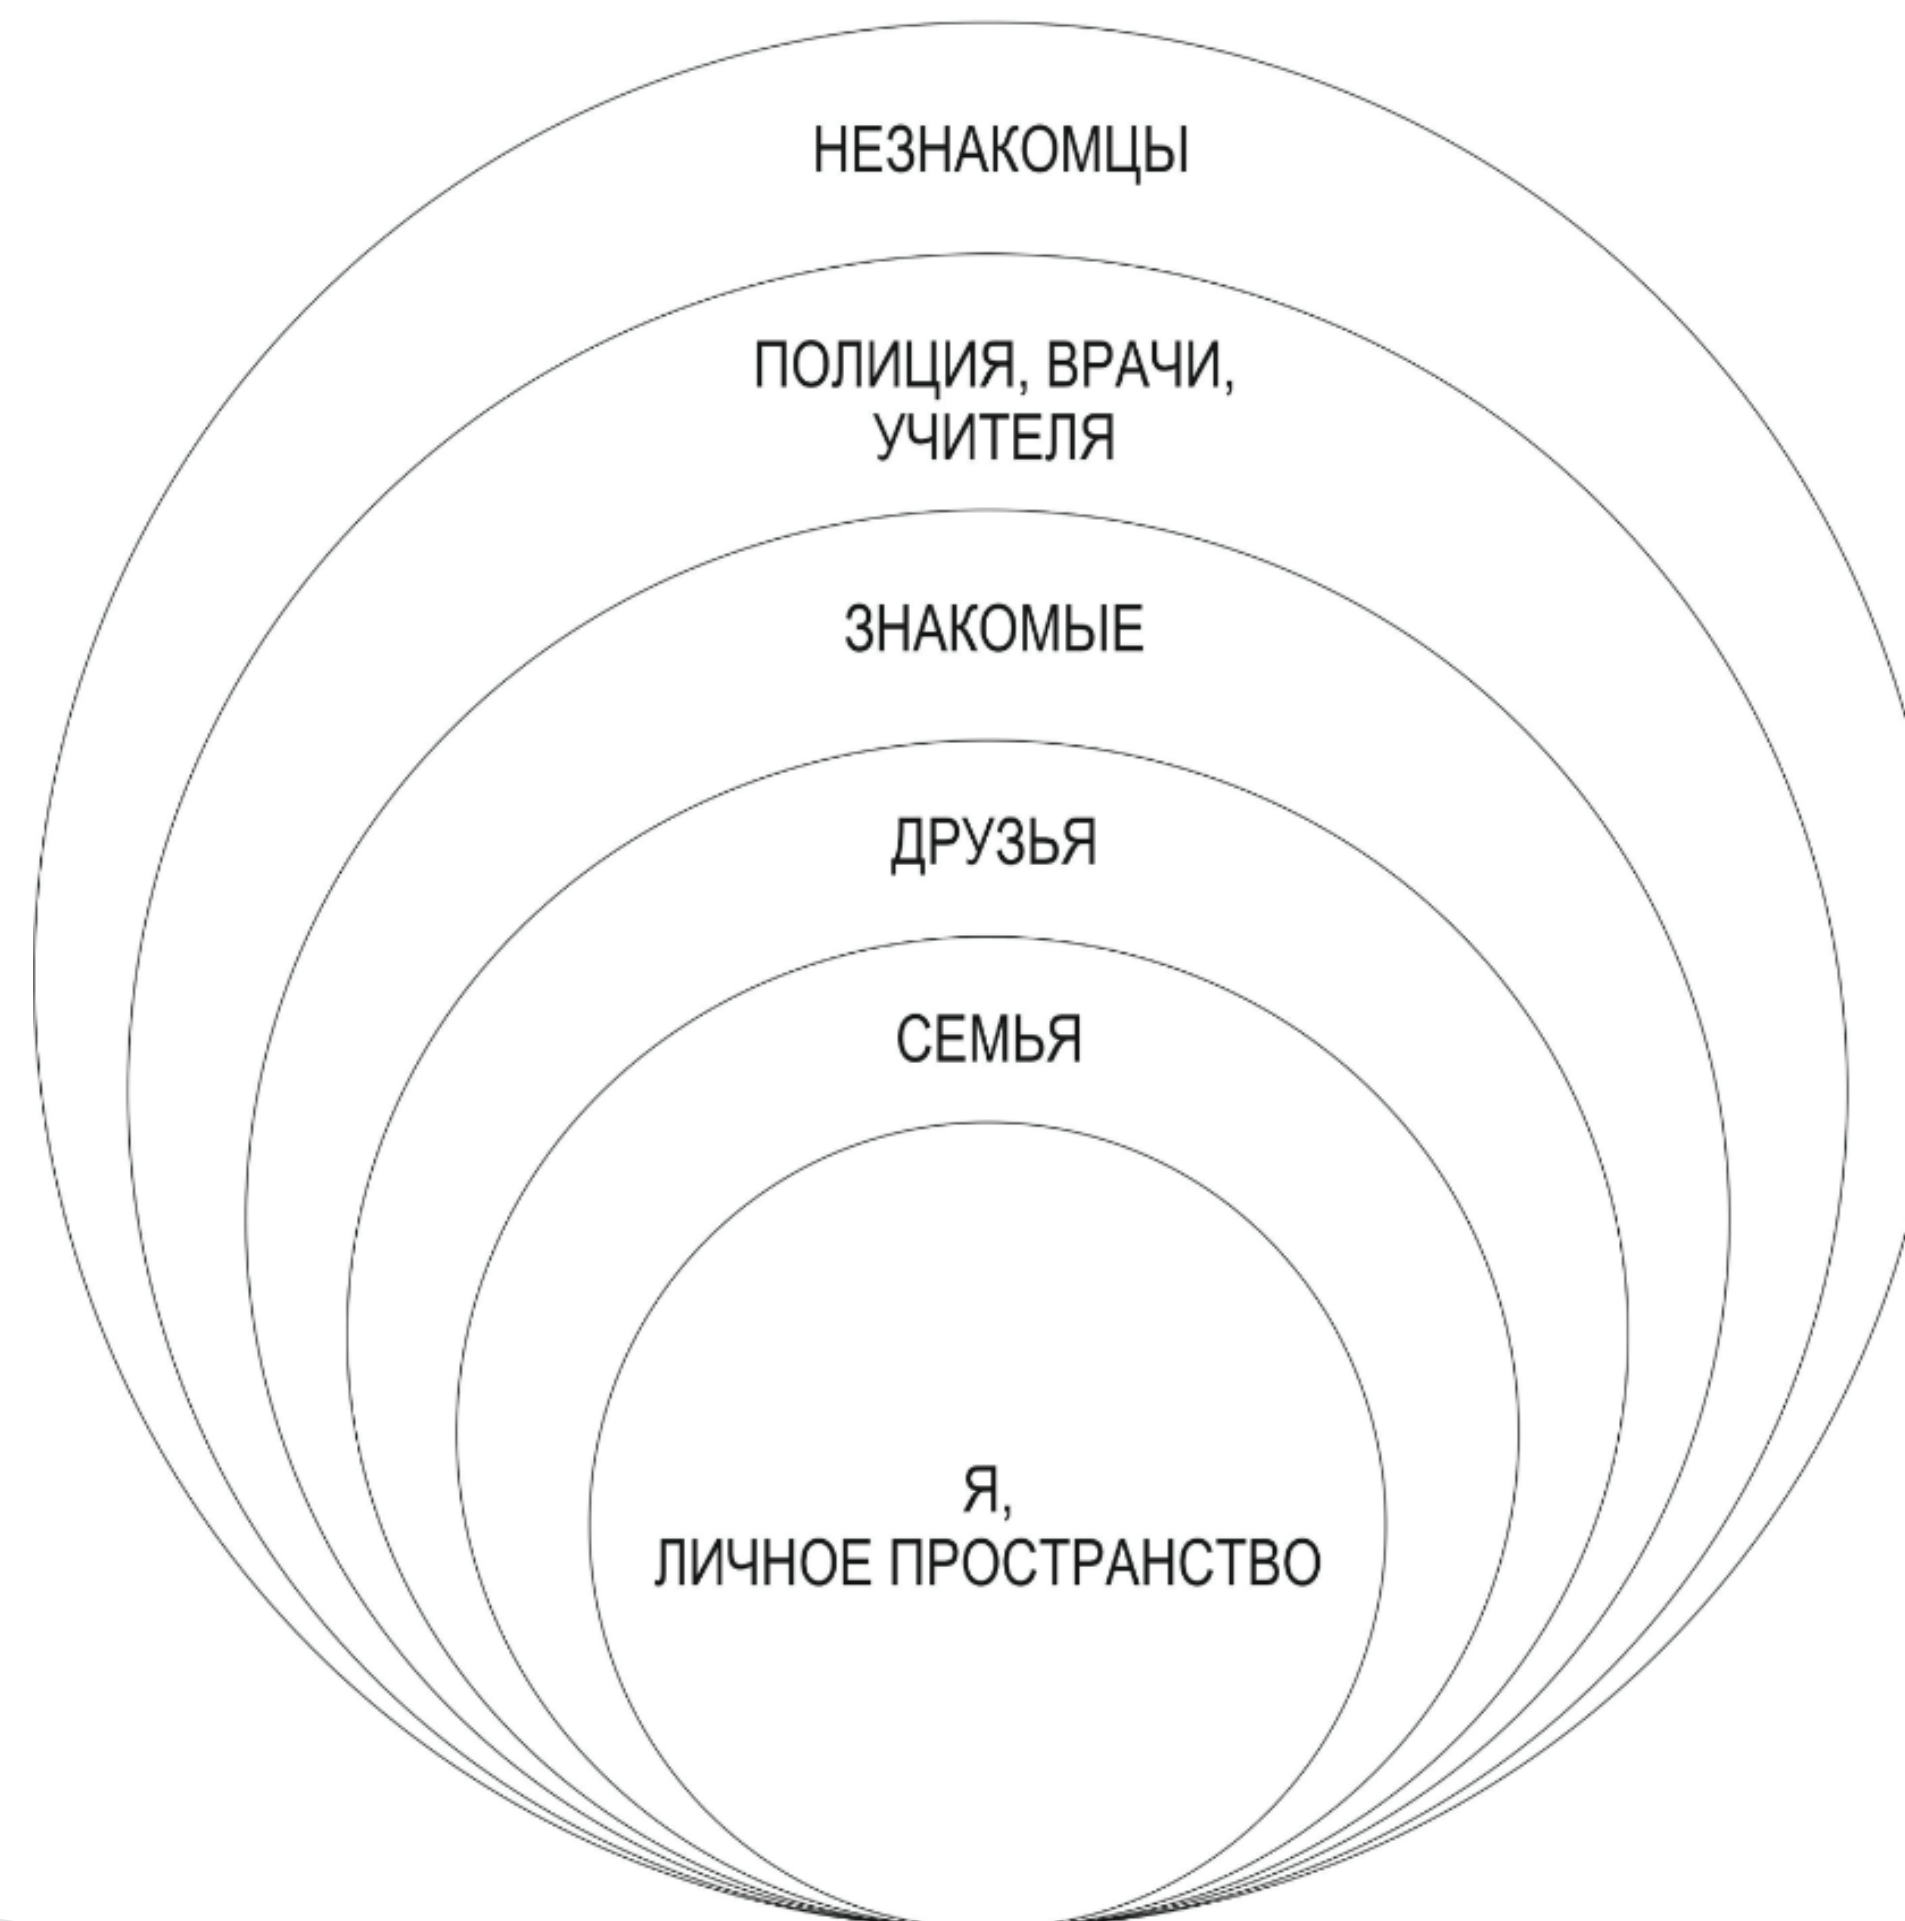 НЕЗНАКОМЦЫ
ПОЛИЦИЯ, ВРАЧИ,
УЧИТЕЛЯ
ЗНАКОМЫЕ
ДРУЗЬЯ
СЕМЬЯ
Я,
ЛИЧНОЕ ПРОСТРАНСТВО